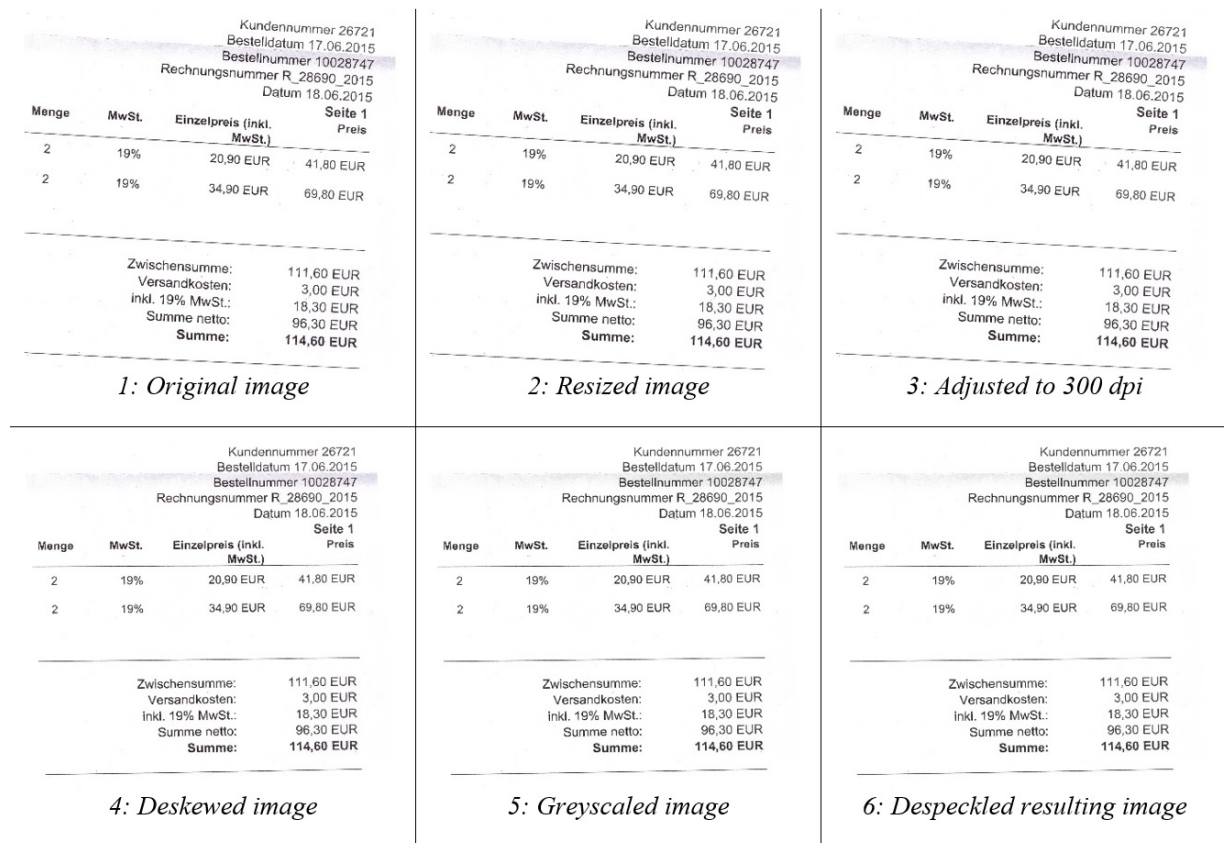 Kundennummer 26721
Bestelldatum 17.06.2015
Bestellnummer 10028747
Rechnungsnummer R_28690_2015
Datum 18.06.2015
Seite 1
Menge MwSt. Einzelpreis (inkl. MwSt.) Preis
2 19% 20,90 EUR 41,80 EUR
2 19% 34,90 EUR 69,80 EUR
Zwischensumme: 111,60 EUR
Versandkosten: 3,00 EUR
inkl. 19% MwSt.: 18,30 EUR
Summe netto: 96,30 EUR
Summe: 114,60 EUR
1: Original image
Kundennummer 26721
Bestelldatum 17.06.2015
Bestellnummer 10028747
Rechnungsnummer R_28690_2015
Datum 18.06.2015
Seite 1
Menge MwSt. Einzelpreis (inkl. MwSt.) Preis
2 19% 20,90 EUR 41,80 EUR
2 19% 34,90 EUR 69,80 EUR
Zwischensumme: 111,60 EUR
Versandkosten: 3,00 EUR
inkl. 19% MwSt.: 18,30 EUR
Summe netto: 96,30 EUR
Summe: 114,60 EUR
2: Resized image
Kundennummer 26721
Bestelldatum 17.06.2015
Bestellnummer 10028747
Rechnungsnummer R_28690_2015
Datum 18.06.2015
Seite 1
Menge MwSt. Einzelpreis (inkl. MwSt.) Preis
2 19% 20,90 EUR 41,80 EUR
2 19% 34,90 EUR 69,80 EUR
Zwischensumme: 111,60 EUR
Versandkosten: 3,00 EUR
inkl. 19% MwSt.: 18,30 EUR
Summe netto: 96,30 EUR
Summe: 114,60 EUR
3: Adjusted to 300 dpi
Kundennummer 26721
Bestelldatum 17.06.2015
Bestellnummer 10028747
Rechnungsnummer R_28690_2015
Datum 18.06.2015
Seite 1
Menge MwSt. Einzelpreis (inkl. MwSt.) Preis
2 19% 20,90 EUR 41,80 EUR
2 19% 34,90 EUR 69,80 EUR
Zwischensumme: 111,60 EUR
Versandkosten: 3,00 EUR
inkl. 19% MwSt.: 18,30 EUR
Summe netto: 96,30 EUR
Summe: 114,60 EUR
4: Deskewed image
Kundennummer 26721
Bestelldatum 17.06.2015
Bestellnummer 10028747
Rechnungsnummer R_28690_2015
Datum 18.06.2015
Seite 1
Menge MwSt. Einzelpreis (inkl. MwSt.) Preis
2 19% 20,90 EUR 41,80 EUR
2 19% 34,90 EUR 69,80 EUR
Zwischensumme: 111,60 EUR
Versandkosten: 3,00 EUR
inkl. 19% MwSt.: 18,30 EUR
Summe netto: 96,30 EUR
Summe: 114,60 EUR
5: Greyscaled image
Kundennummer 26721
Bestelldatum 17.06.2015
Bestellnummer 10028747
Rechnungsnummer R_28690_2015
Datum 18.06.2015
Seite 1
Menge MwSt. Einzelpreis (inkl. MwSt.) Preis
2 19% 20,90 EUR 41,80 EUR
2 19% 34,90 EUR 69,80 EUR
Zwischensumme: 111,60 EUR
Versandkosten: 3,00 EUR
inkl. 19% MwSt.: 18,30 EUR
Summe netto: 96,30 EUR
Summe: 114,60 EUR
6: Despeckled resulting image